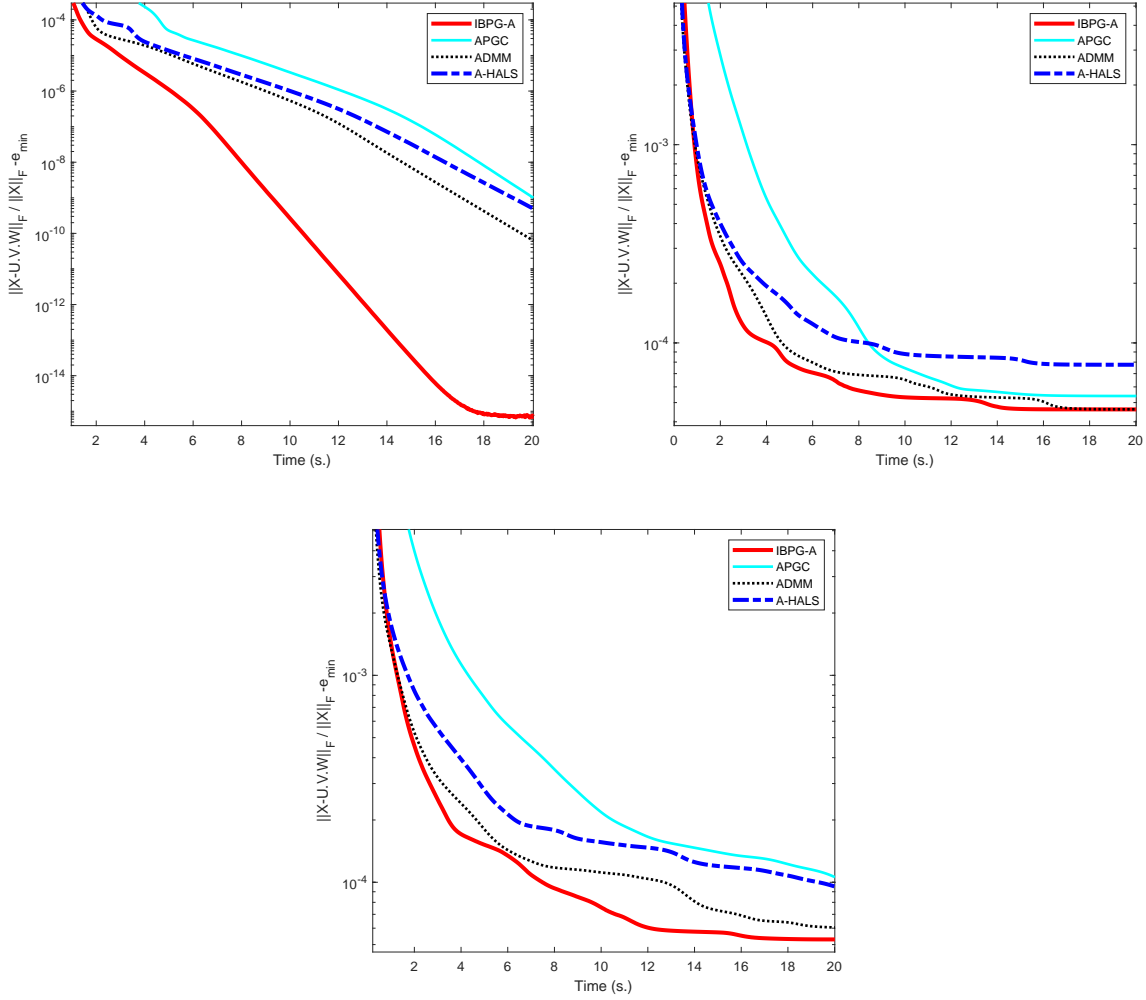 ||X-U.V.W||_F / ||X||_F -e_min
10^-4
10^-6
10^-8
10^-10
10^-12
10^-14
2 4 6 8 10 12 14 16 18 20
Time (s.)
IBPG-A
APGC
ADMM
A-HALS
||X-U.V.W||_F / ||X||_F -e_min
10^-3
10^-4
0 2 4 6 8 10 12 14 16 18 20
Time (s.)
IBPG-A
APGC
ADMM
A-HALS
||X-U.V.W||_F / ||X||_F -e_min
10^-3
10^-4
2 4 6 8 10 12 14 16 18 20
Time (s.)
IBPG-A
APGC
ADMM
A-HALS